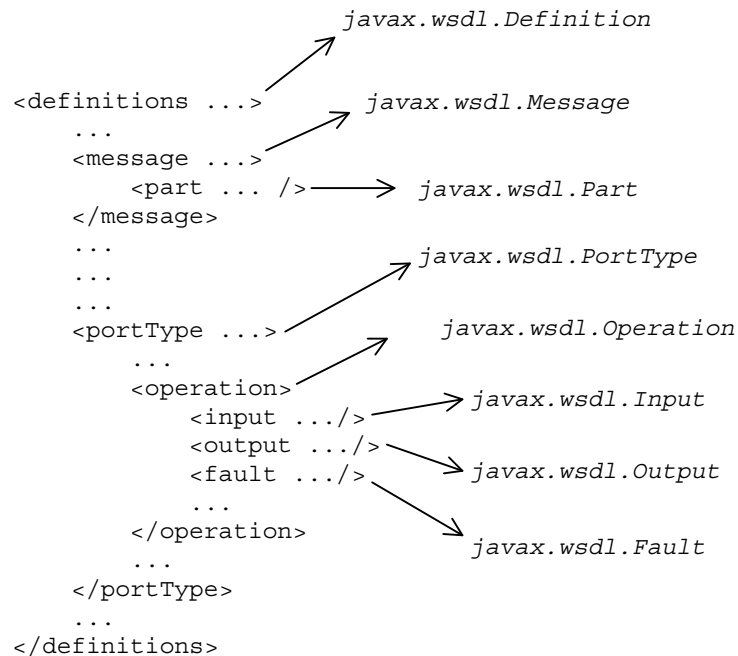 javax.wsdl.Definition
<definitions ...>
javax.wsdl.Message
...
<message ...>
<part ... />
javax.wsdl.Part
</message>
...
javax.wsdl.PortType
...
...
<portType ...>
javax.wsdl.Operation
...
<operation>
javax.wsdl.Input
<input .../>
<output .../>
<fault .../>
javax.wsdl.Output
...
</operation>
javax.wsdl.Fault
...
</portType>
...
</definitions>